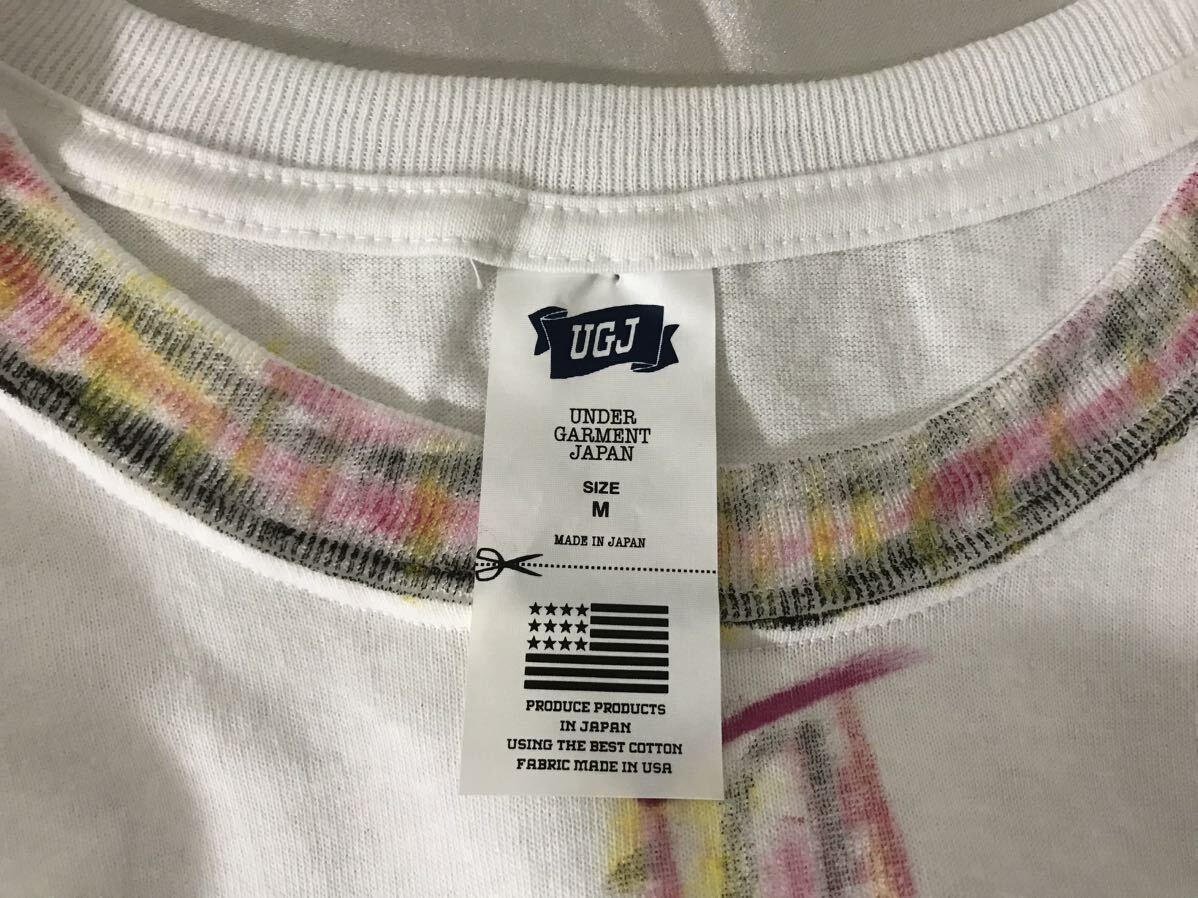 UGJ
UNDER
GARMENT
JAPAN
SIZE
M
MADE IN JAPAN
PRODUCE PRODUCTS
IN JAPAN
USING THE BEST COTTON
FABRIC MADE IN USA